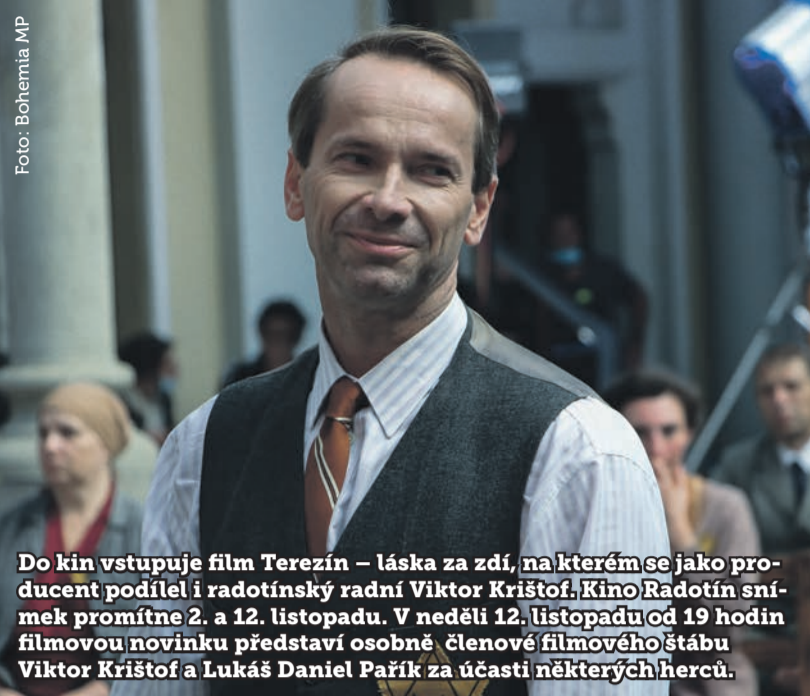 Foto: Bohemia MP
Do kin vstupuje film Terezín – láska za zdí, na kterém se jako pro-
ducent podílel i radotínský radní Viktor Krištof. Kino Radotín sní-
mek promítne 2. a 12. listopadu. V neděli 12. listopadu od 19 hodin
filmovou novinku představí osobně členové filmového štábu
Viktor Krištof a Lukáš Daniel Pařík za účasti některých herců.